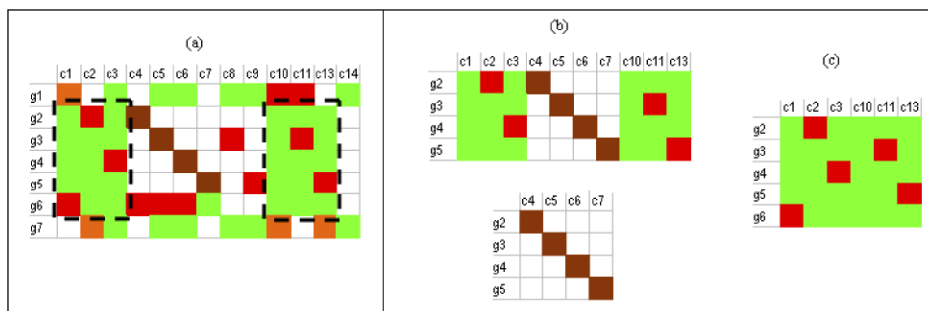 (a)
c1 c2 c3 c4 c5 c6 c7 c8 c9 c10 c11 c13 c14
g1
g2
g3
g4
g5
g6
g7
(b)
c1 c2 c3 c4 c5 c6 c7 c10 c11 c13
g2
g3
g4
g5
c4 c5 c6 c7
g2
g3
g4
g5
(c)
c1 c2 c3 c10 c11 c13
g2
g3
g4
g5
g6